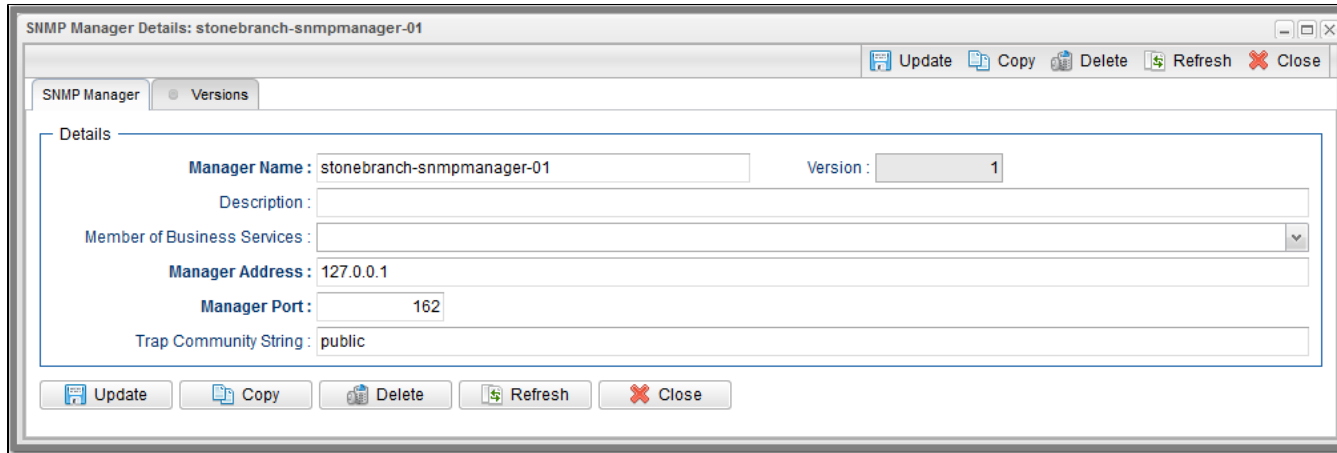 SNMP Manager Details: stonebranch-snmpmanager-01
Update Copy Delete Refresh Close
SNMP Manager Versions
Details
Manager Name : stonebranch-snmpmanager-01 Version : 1
Description :
Member of Business Services :
Manager Address : 127.0.0.1
Manager Port : 162
Trap Community String : public
Update Copy Delete Refresh Close